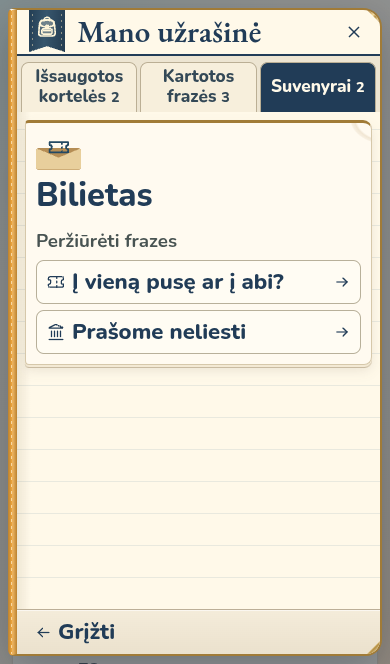 Mano užrašinė
Išsaugotos
kortelės 2
Kartotos
frazės 3
Suvenyrai 2
Bilietas
Peržiūrėti frazes
Į vieną pusę ar į abi?
Prašome neliesti
Grįžti